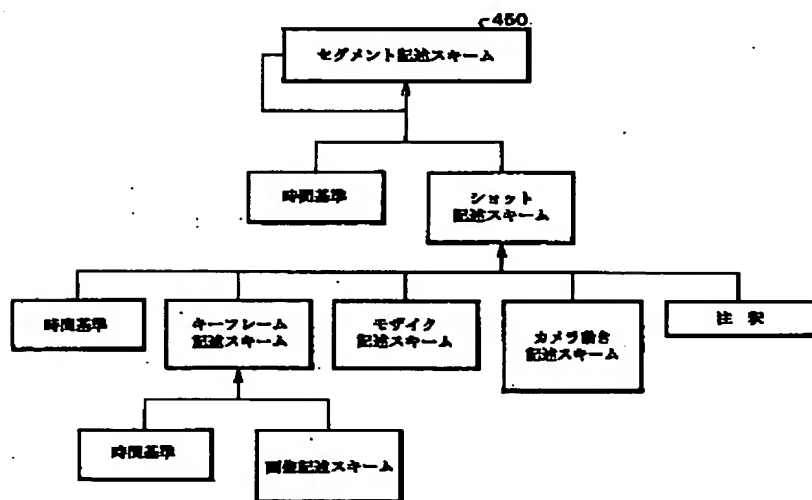 450
セグメント記述スキーム
時間基準
ショット
記述スキーム
時間基準
キーフレーム
記述スキーム
モザイク
記述スキーム
カメラ動き
記述スキーム
注 釈
時間基準
画像記述スキーム